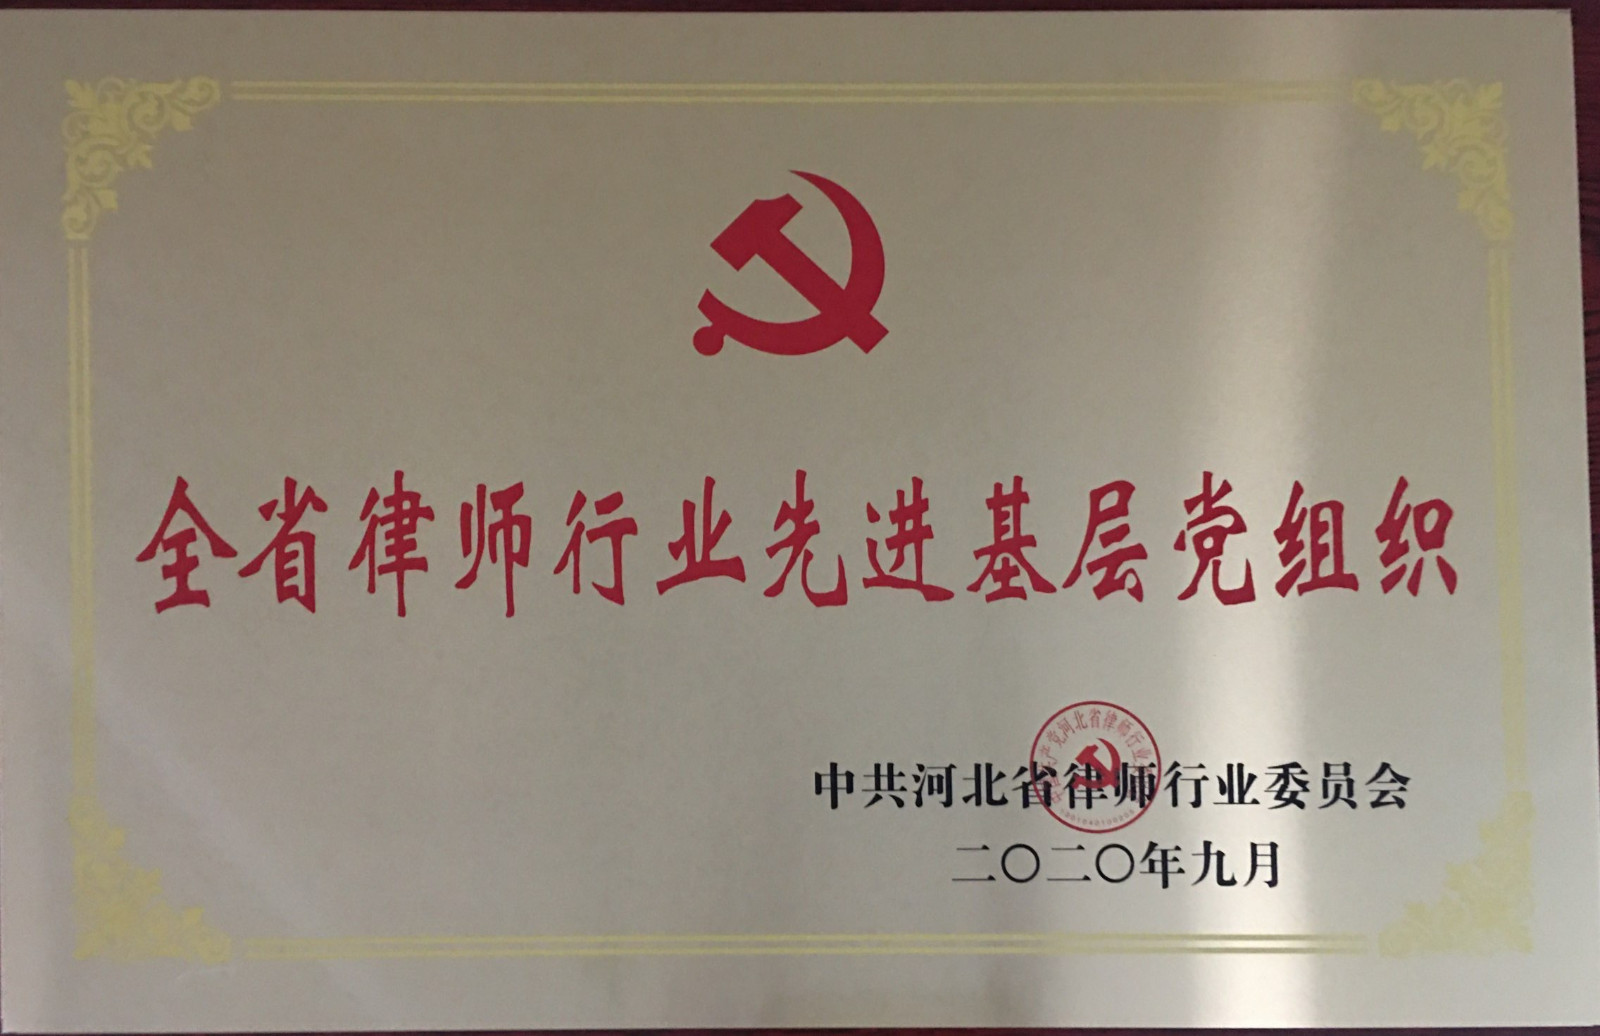 全省律师行业先进基层党组织
中共河北省律师行业委员会
二〇二〇年九月